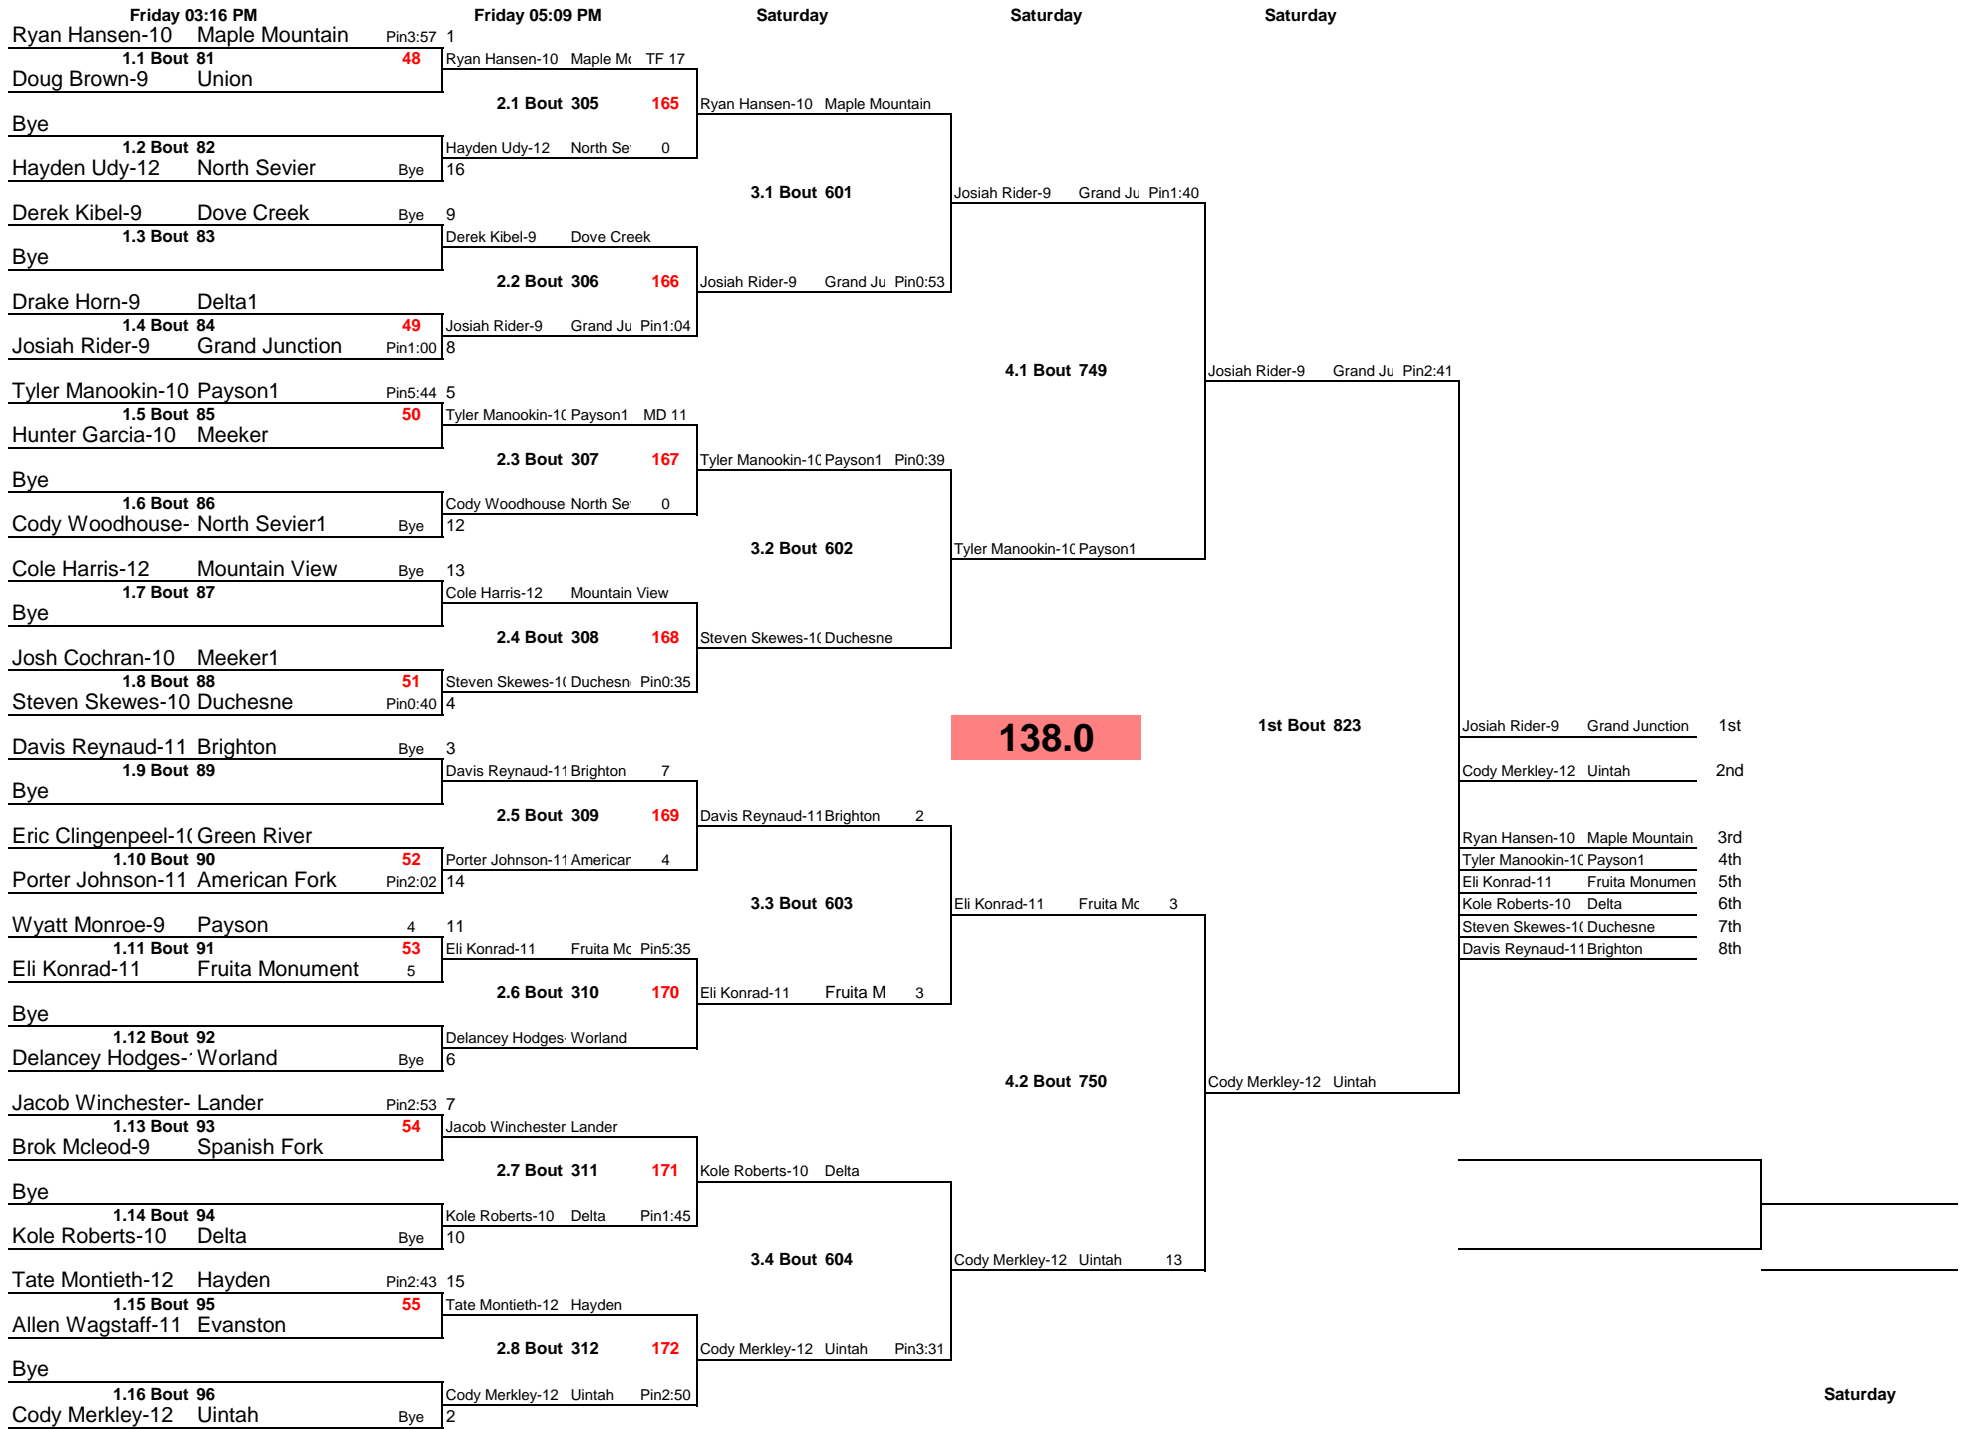 Friday 03:16 PM Friday 05:09 PM Saturday Saturday Saturday
Ryan Hansen-10 Maple Mountain Pin3:57 1
1.1 Bout 81 48 Ryan Hansen-10 Maple Mo TF 17
Doug Brown-9 Union
2.1 Bout 305 165 Ryan Hansen-10 Maple Mountain
Bye
1.2 Bout 82 Hayden Udy-12 North Se 0
Hayden Udy-12 North Sevier Bye 16
3.1 Bout 601 Josiah Rider-9 Grand Ju Pin1:40
Derek Kibel-9 Dove Creek Bye 9
1.3 Bout 83 Derek Kibel-9 Dove Creek
Bye
2.2 Bout 306 166 Josiah Rider-9 Grand Ju Pin0:53
Drake Horn-9 Delta1
1.4 Bout 84 49 Josiah Rider-9 Grand Ju Pin1:04
Josiah Rider-9 Grand Junction Pin1:00 8
4.1 Bout 749 Josiah Rider-9 Grand Ju Pin2:41
Tyler Manookin-10 Payson1 Pin5:44 5
1.5 Bout 85 50 Tyler Manookin-10 Payson1 MD 11
Hunter Garcia-10 Meeker
2.3 Bout 307 167 Tyler Manookin-10 Payson1 Pin0:39
Bye
1.6 Bout 86 Cody Woodhouse North Se 0
Cody Woodhouse- North Sevier1 Bye 12
3.2 Bout 602 Tyler Manookin-10 Payson1
Cole Harris-12 Mountain View Bye 13
1.7 Bout 87 Cole Harris-12 Mountain View
Bye
2.4 Bout 308 168 Steven Skewes-10 Duchesne
Josh Cochran-10 Meeker1
1.8 Bout 88 51 Steven Skewes-10 Duchesn Pin0:35
Steven Skewes-10 Duchesne Pin0:40 4
138.0 1st Bout 823 Josiah Rider-9 Grand Junction 1st
Davis Reynaud-11 Brighton Bye 3
1.9 Bout 89 Davis Reynaud-11 Brighton 7 Cody Merkley-12 Uintah 2nd
Bye
2.5 Bout 309 169 Davis Reynaud-11 Brighton 2
Eric Clingenpeel-10 Green River Ryan Hansen-10 Maple Mountain 3rd
1.10 Bout 90 52 Porter Johnson-11 American 4 Tyler Manookin-10 Payson1 4th
Porter Johnson-11 American Fork Pin2:02 14 Eli Konrad-11 Fruita Monumen 5th
3.3 Bout 603 Eli Konrad-11 Fruita Mo 3 Kole Roberts-10 Delta 6th
Wyatt Monroe-9 Payson 4 11 Steven Skewes-10 Duchesne 7th
1.11 Bout 91 53 Eli Konrad-11 Fruita Mo Pin5:35 Davis Reynaud-11 Brighton 8th
Eli Konrad-11 Fruita Monument 5
2.6 Bout 310 170 Eli Konrad-11 Fruita M 3
Bye
1.12 Bout 92 Delancey Hodges- Worland
Delancey Hodges- Worland Bye 6
4.2 Bout 750 Cody Merkley-12 Uintah
Jacob Winchester- Lander Pin2:53 7
1.13 Bout 93 54 Jacob Winchester Lander
Brok Mcleod-9 Spanish Fork
2.7 Bout 311 171 Kole Roberts-10 Delta
Bye
1.14 Bout 94 Kole Roberts-10 Delta Pin1:45
Kole Roberts-10 Delta Bye 10
3.4 Bout 604 Cody Merkley-12 Uintah 13
Tate Montieth-12 Hayden Pin2:43 15
1.15 Bout 95 55 Tate Montieth-12 Hayden
Allen Wagstaff-11 Evanston
2.8 Bout 312 172 Cody Merkley-12 Uintah Pin3:31
Bye
1.16 Bout 96 Cody Merkley-12 Uintah Pin2:50 Saturday
Cody Merkley-12 Uintah Bye 2